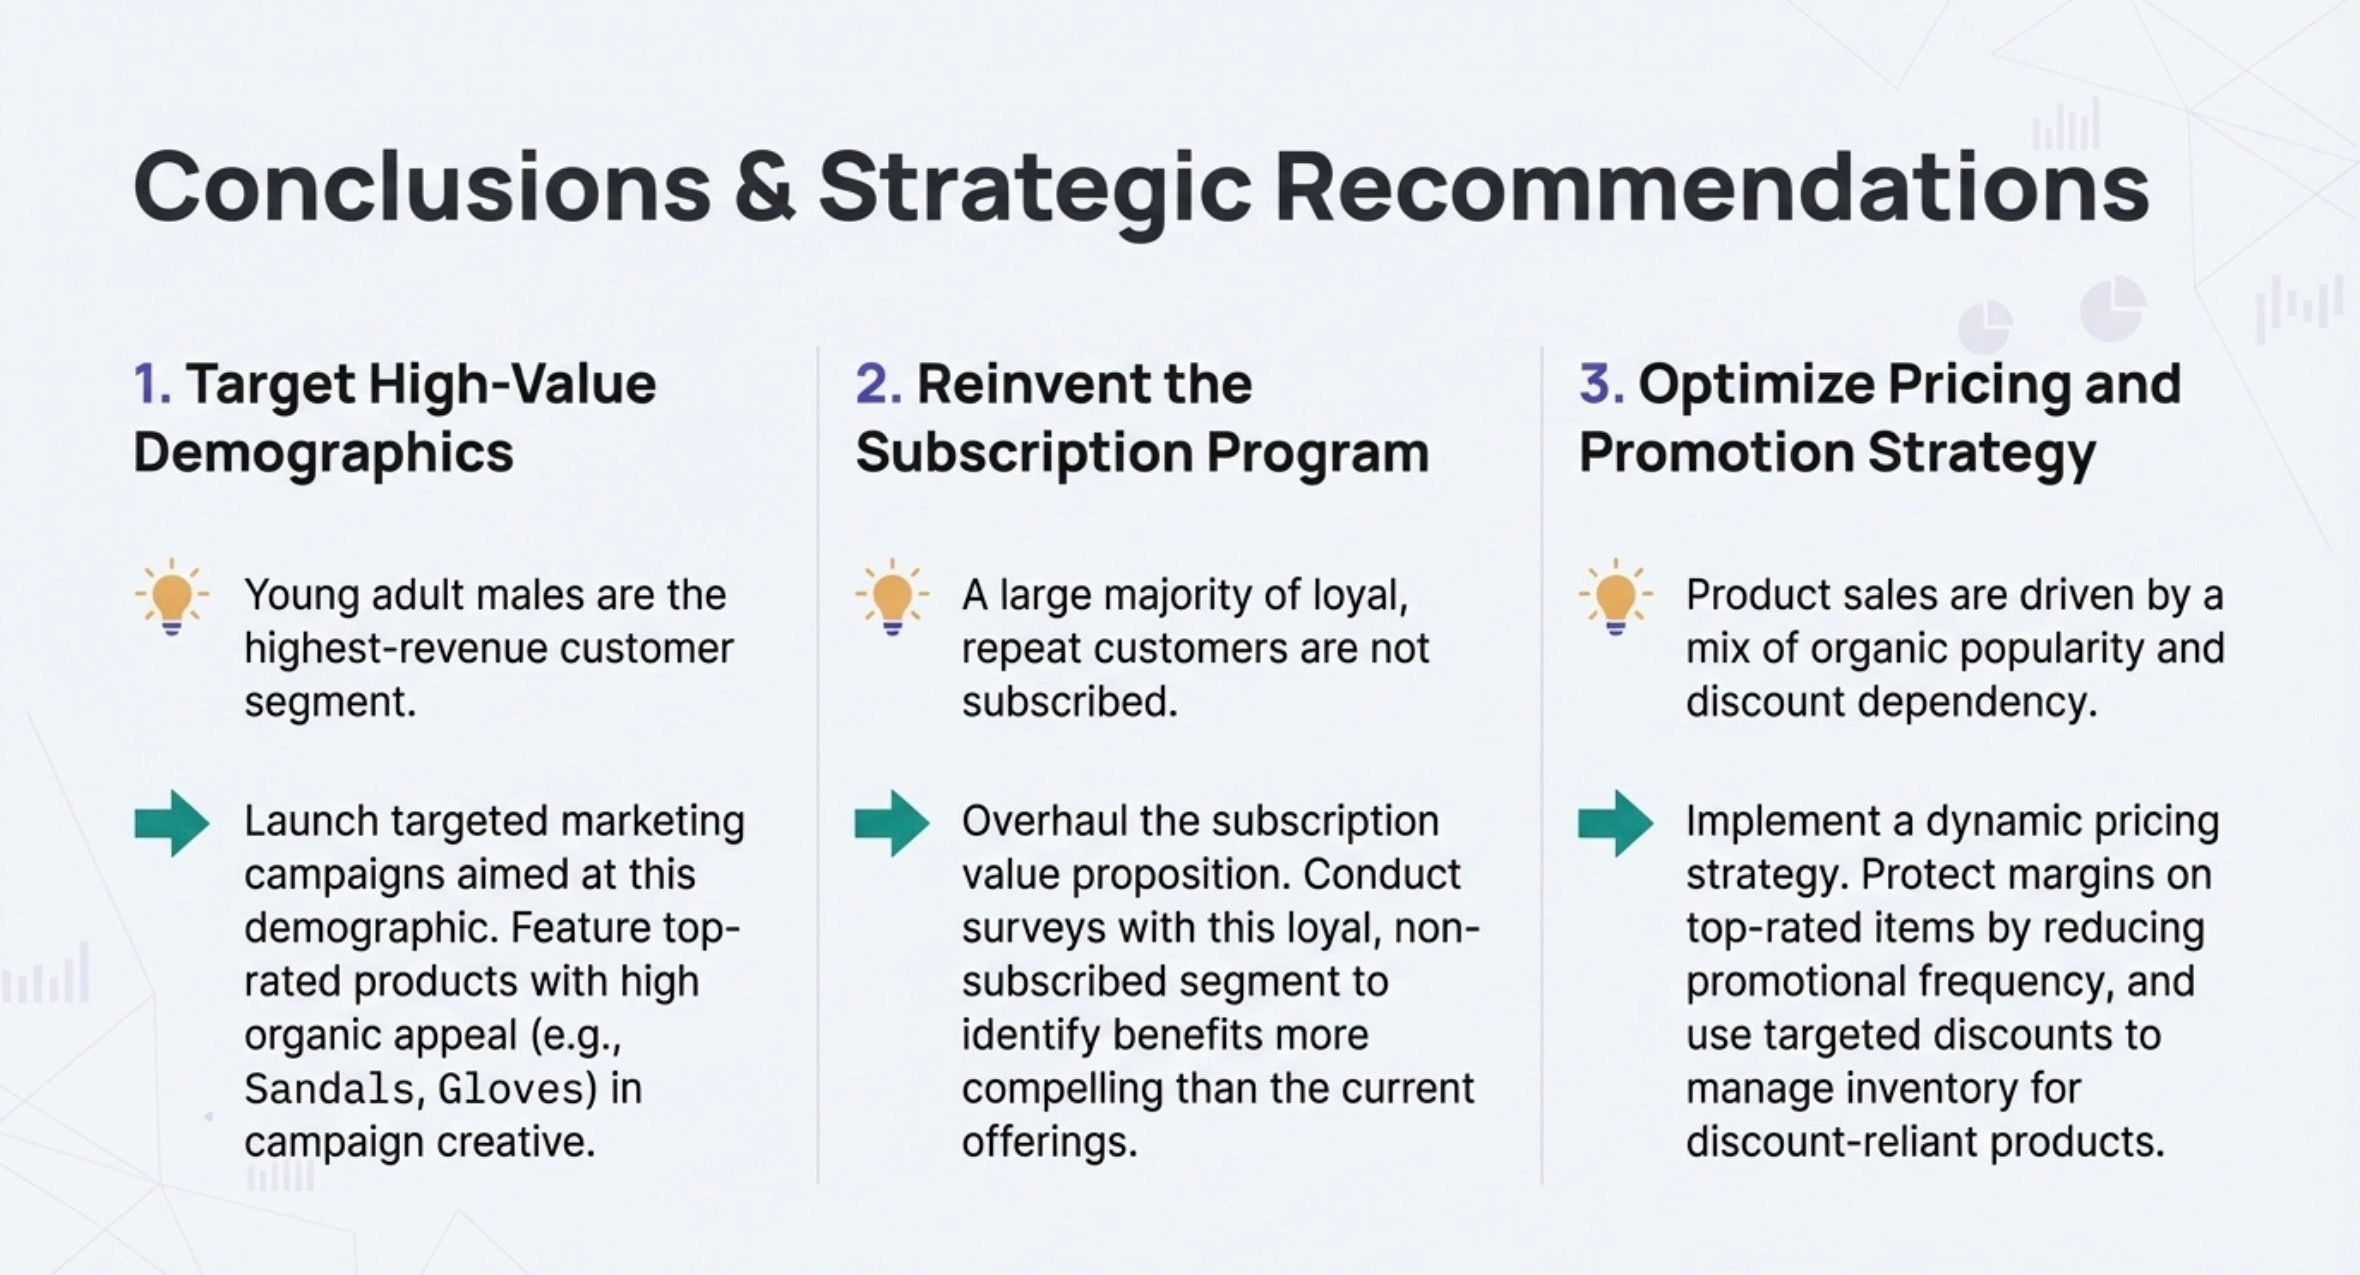 Conclusions & Strategic Recommendations
1. Target High-Value
Demographics
Young adult males are the
highest-revenue customer
segment.
Launch targeted marketing
campaigns aimed at this
demographic. Feature top-
rated products with high
organic appeal (e.g.,
Sandals, Gloves) in
campaign creative.
2. Reinvent the
Subscription Program
A large majority of loyal,
repeat customers are not
subscribed.
Overhaul the subscription
value proposition. Conduct
surveys with this loyal, non-
subscribed segment to
identify benefits more
compelling than the current
offerings.
3. Optimize Pricing and
Promotion Strategy
Product sales are driven by a
mix of organic popularity and
discount dependency.
Implement a dynamic pricing
strategy. Protect margins on
top-rated items by reducing
promotional frequency, and
use targeted discounts to
manage inventory for
discount-reliant products.